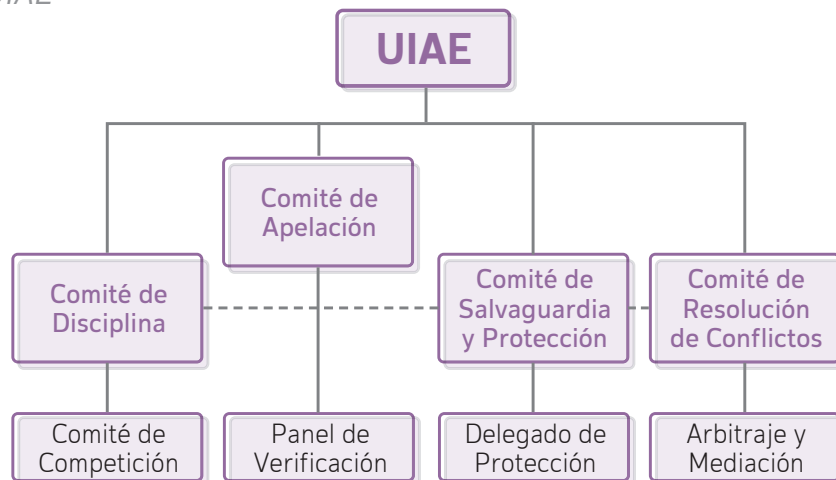 UIAE
Comité de
Apelación
Comité de
Disciplina
Comité de
Salvaguardia
y Protección
Comité de
Resolución
de Conflictos
Comité de
Competición
Panel de
Verificación
Delegado de
Protección
Arbitraje y
Mediación